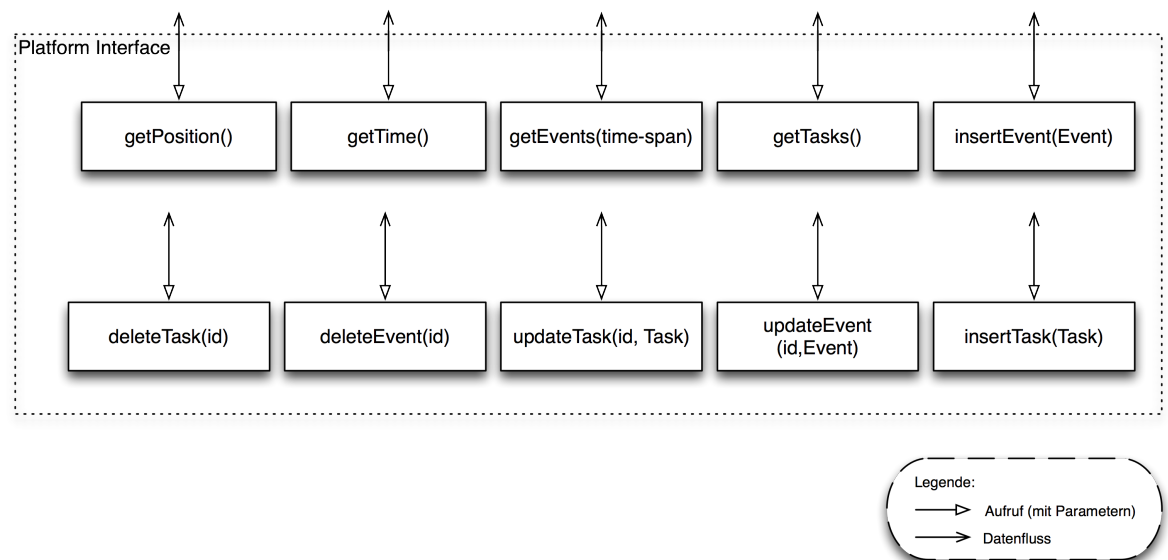 Platform Interface
getPosition()
getTime()
getEvents(time-span)
getTasks()
insertEvent(Event)
deleteTask(id)
deleteEvent(id)
updateTask(id, Task)
updateEvent
(id,Event)
insertTask(Task)
Legende:
Aufruf (mit Parametern)
Datenfluss